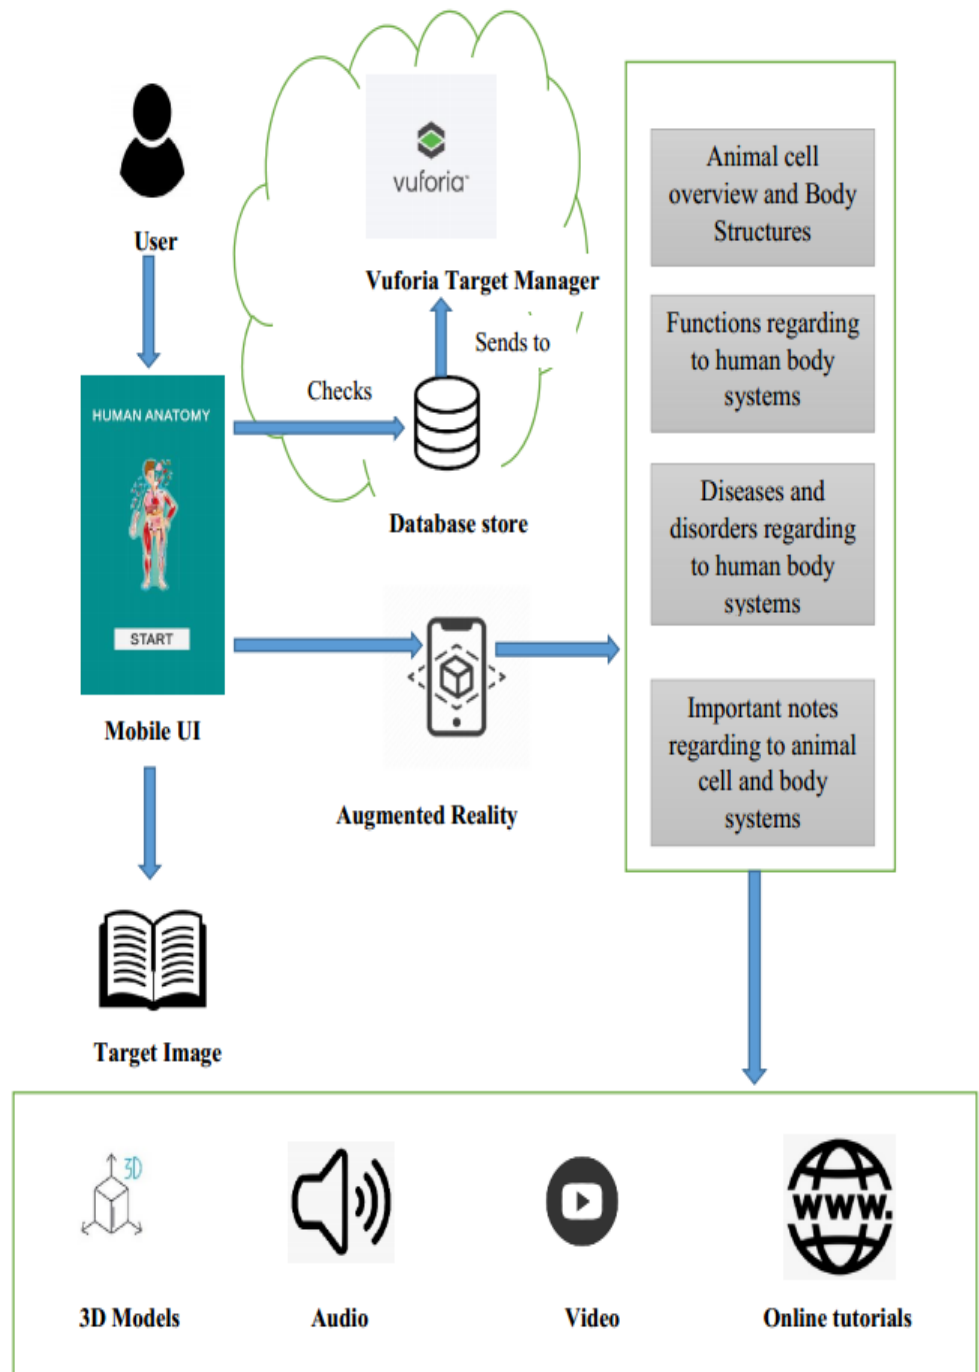 User
vuforia™
Vuforia Target Manager
Sends to
Checks
Database store
HUMAN ANATOMY
START
Mobile UI
Augmented Reality
Target Image
Animal cell
overview and Body
Structures
Functions regarding
to human body
systems
Diseases and
disorders regarding
to human body
systems
Important notes
regarding to animal
cell and body
systems
3D
www.
3D Models
Audio
Video
Online tutorials